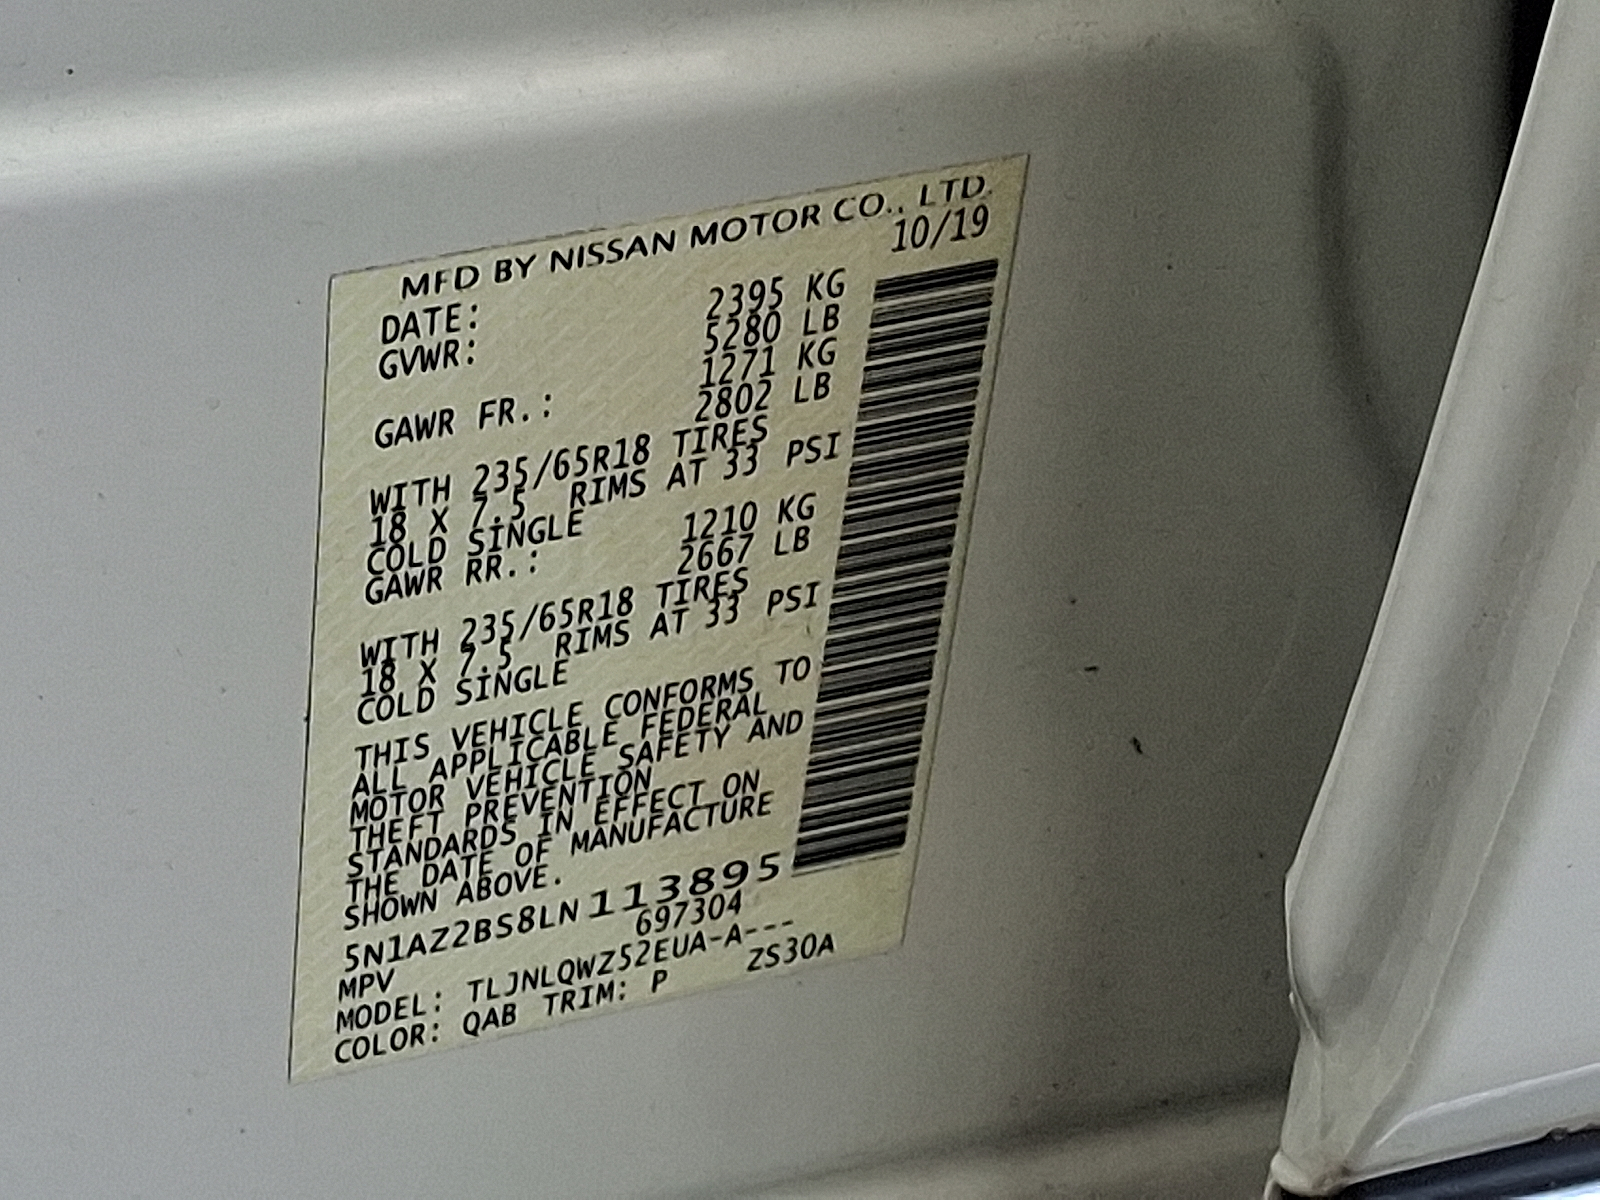 MFD BY NISSAN MOTOR CO., LTD.
DATE: 10/19
GVWR: 2395 KG
5280 LB
GAWR FR.: 1271 KG
2802 LB
WITH 235/65R18 TIRES
18 X 7.5 RIMS AT 33 PSI
COLD SINGLE
GAWR RR.: 1210 KG
2667 LB
WITH 235/65R18 TIRES
18 X 7.5 RIMS AT 33 PSI
COLD SINGLE
THIS VEHICLE CONFORMS TO
ALL APPLICABLE FEDERAL
MOTOR VEHICLE SAFETY AND
THEFT PREVENTION
STANDARDS IN EFFECT ON
THE DATE OF MANUFACTURE
SHOWN ABOVE.
5N1AZ2BS8LN113895
MPV 697304
MODEL: TLJNLQWZ52EUA-A---
COLOR: QAB TRIM: P ZS30A